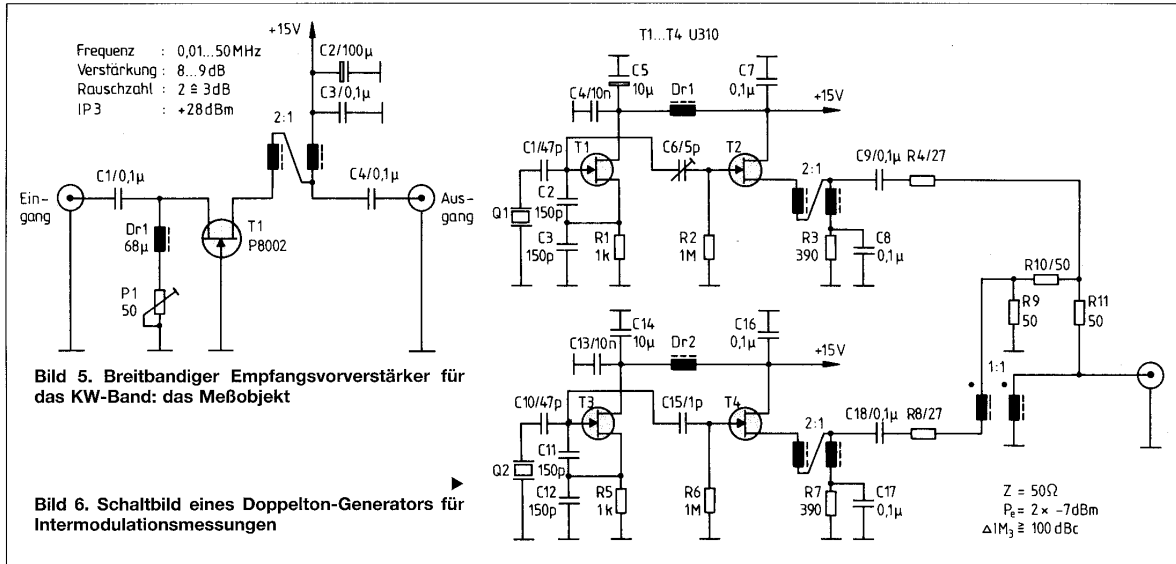 Frequenz : 0,01...50MHz
Verstärkung : 8...9dB
Rauschzahl : 2 ≙ 3dB
IP3 : +28dBm
+15V
C2/100µ
C3/0,1µ
2:1
C1/0,1µ
C4/0,1µ
Ein-
gang
Aus-
gang
Dr1
68µ
T1
P8002
P1
50
Bild 5. Breitbandiger Empfangsvorverstärker für
das KW-Band: das Meßobjekt
Bild 6. Schaltbild eines Doppelton-Generators für
Intermodulationsmessungen
T1...T4 U310
C5
10µ
C7
0,1µ
C4/10n
Dr1
+15V
C1/47p
T1
C6/5p
T2
2:1
C9/0,1µ
R4/27
Q1
C2
150p
C3
150p
R1
1k
R2
1M
R3
390
C8
0,1µ
R10/50
R9
50
R11
50
1:1
C14
10µ
C16
0,1µ
C13/10n
Dr2
+15V
C10/47p
T3
C15/1p
T4
2:1
C18/0,1µ
R8/27
Q2
C11
150p
C12
150p
R5
1k
R6
1M
R7
390
C17
0,1µ
Z = 50Ω
Pe = 2 × -7dBm
ΔIM3 ≧ 100dBc